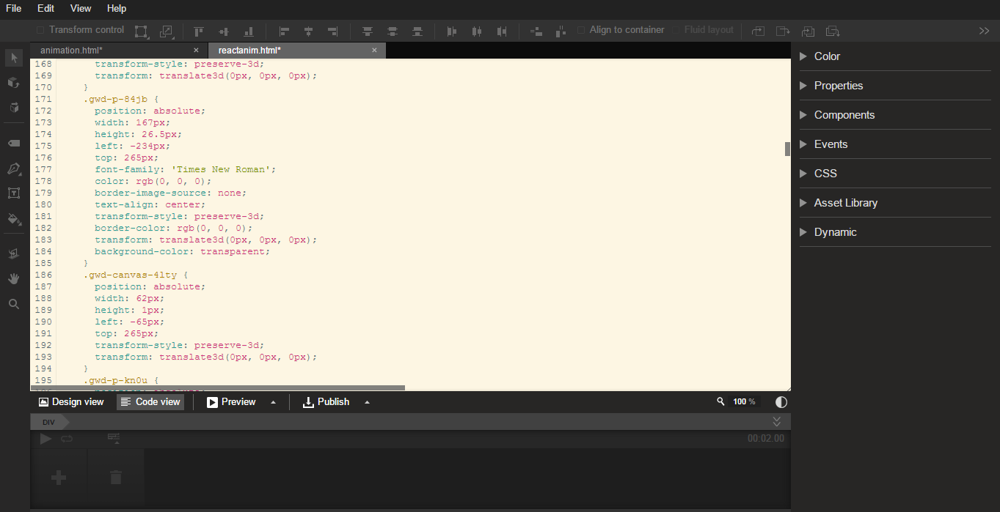 File Edit View Help
Transform control Align to container Fluid layout
animation.html* × reactanim.html* ×
168 transform-style: preserve-3d;
169 transform: translate3d(0px, 0px, 0px);
170 }
171 .gwd-p-84jb {
172 position: absolute;
173 width: 167px;
174 height: 26.5px;
175 left: -234px;
176 top: 265px;
177 font-family: 'Times New Roman';
178 color: rgb(0, 0, 0);
179 border-image-source: none;
180 text-align: center;
181 transform-style: preserve-3d;
182 border-color: rgb(0, 0, 0);
183 transform: translate3d(0px, 0px, 0px);
184 background-color: transparent;
185 }
186 .gwd-canvas-4lty {
187 position: absolute;
188 width: 62px;
189 height: 1px;
190 left: -65px;
191 top: 265px;
192 transform-style: preserve-3d;
193 transform: translate3d(0px, 0px, 0px);
194 }
195 .gwd-p-kn0u {
Color
Properties
Components
Events
CSS
Asset Library
Dynamic
Design view Code view Preview Publish 100 %
DIV
00:02.00